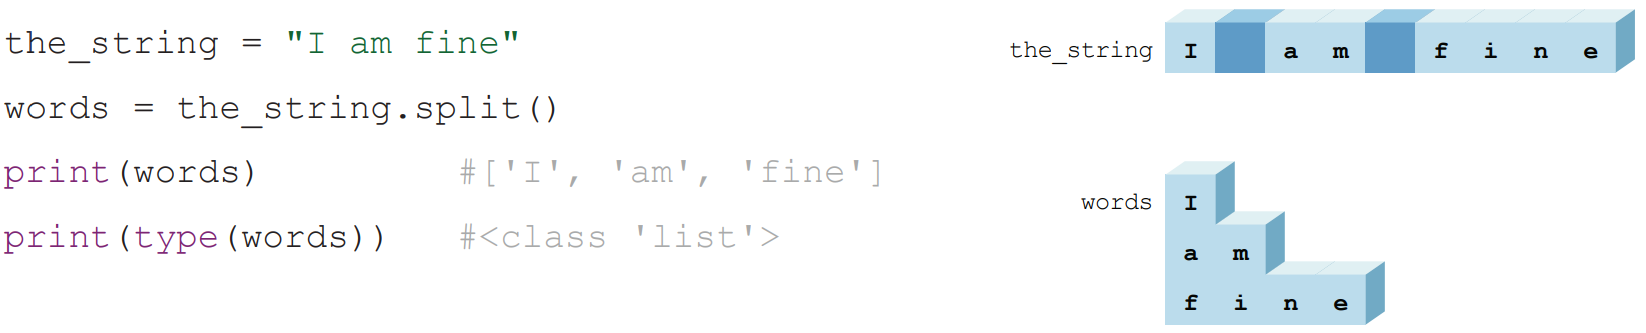 the_string = "I am fine"
words = the_string.split()
print(words) #['I', 'am', 'fine']
print(type(words)) #<class 'list'>
the_string I a m f i n e
words I
a m
f i n e